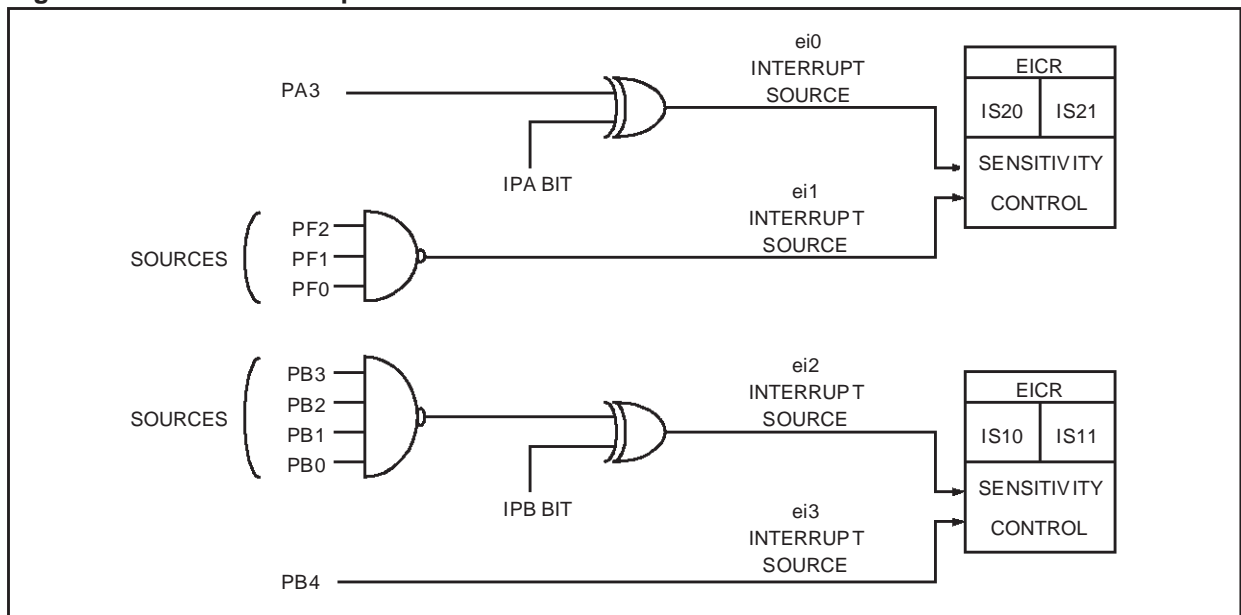 ei0
INTERRUPT
SOURCE
PA3
IPA BIT
EICR
IS20 IS21
SENSITIVITY
CONTROL
ei1
INTERRUPT
SOURCE
SOURCES
PF2
PF1
PF0
SOURCES
PB3
PB2
PB1
PB0
IPB BIT
ei2
INTERRUPT
SOURCE
EICR
IS10 IS11
SENSITIVITY
CONTROL
ei3
INTERRUPT
SOURCE
PB4